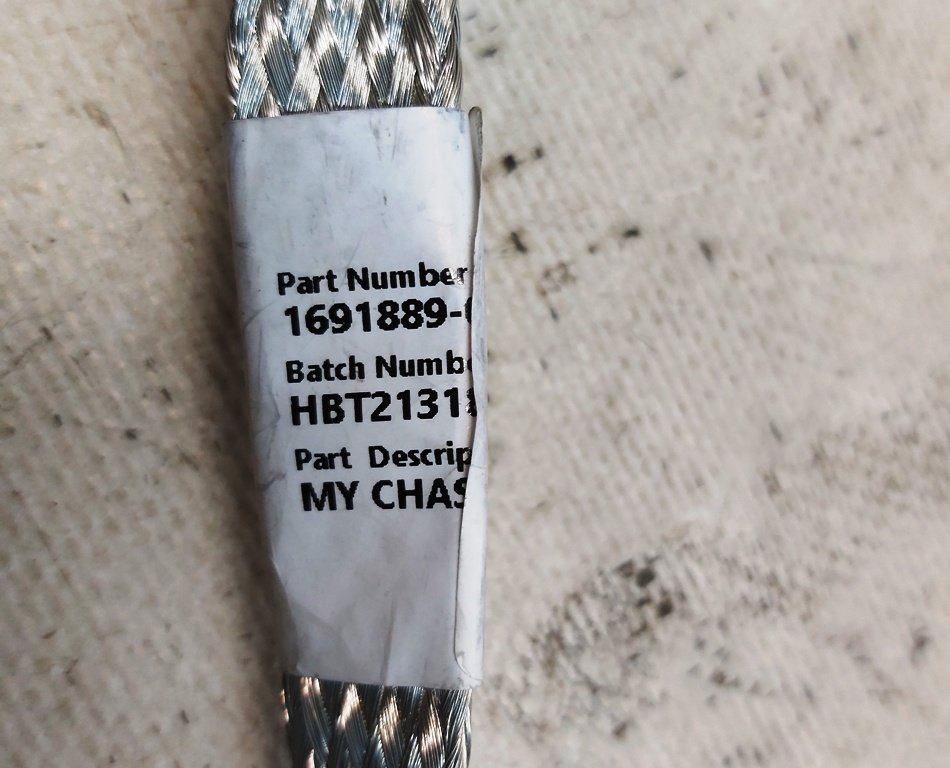 Part Number
1691889-
Batch Numb
HBT2131
Part Descrip
MY CHAS